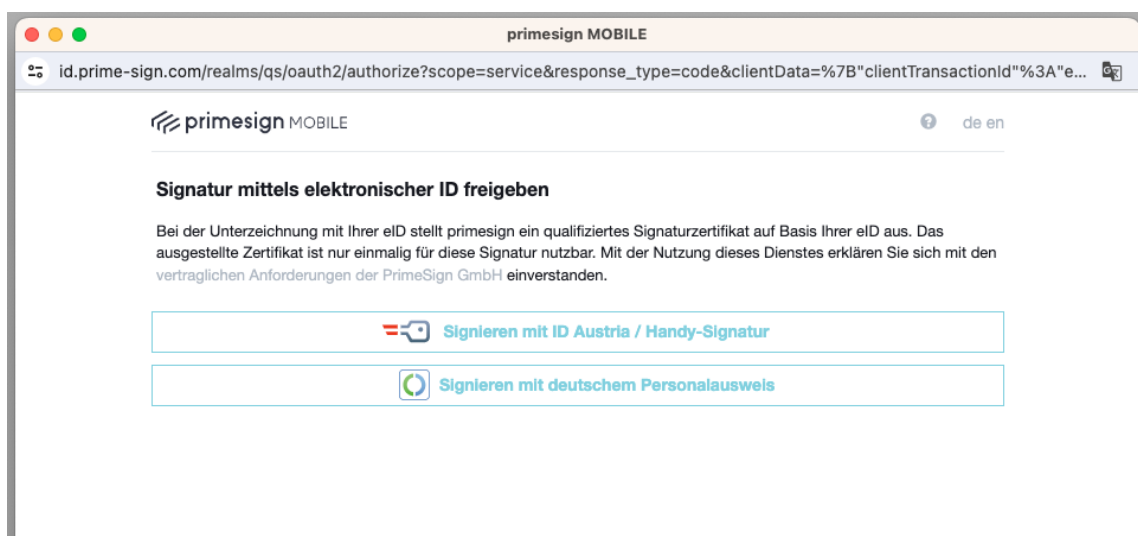 primesign MOBILE
id.prime-sign.com/realms/qs/oauth2/authorize?scope=service&response_type=code&clientData=%7B"clientTransactionId"%3A"e...
primesign MOBILE
de en
Signatur mittels elektronischer ID freigeben
Bei der Unterzeichnung mit Ihrer eID stellt primesign ein qualifiziertes Signaturzertifikat auf Basis Ihrer eID aus. Das
ausgestellte Zertifikat ist nur einmalig für diese Signatur nutzbar. Mit der Nutzung dieses Dienstes erklären Sie sich mit den
vertraglichen Anforderungen der PrimeSign GmbH einverstanden.
Signieren mit ID Austria / Handy-Signatur
Signieren mit deutschem Personalausweis